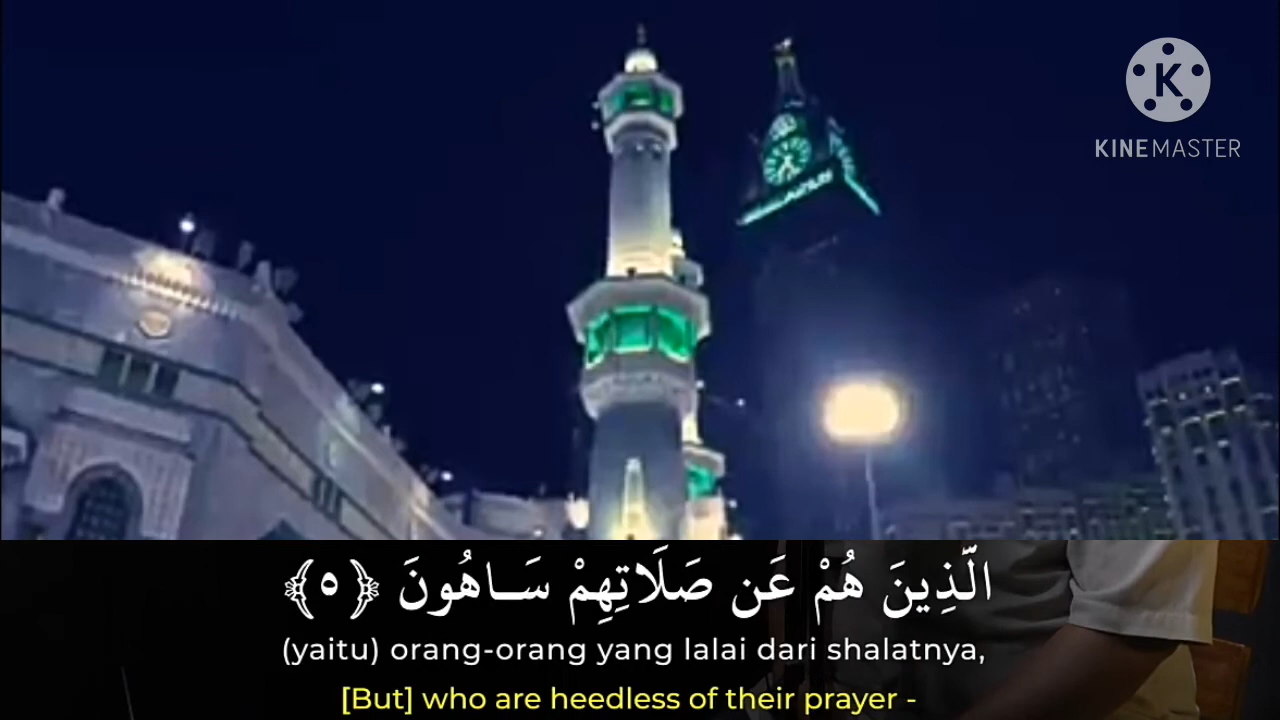 KINEMASTER
الَّذِينَ هُمْ عَن صَلَاتِهِمْ سَاهُونَ ﴿٥﴾
(yaitu) orang-orang yang lalai dari shalatnya,
[But] who are heedless of their prayer -